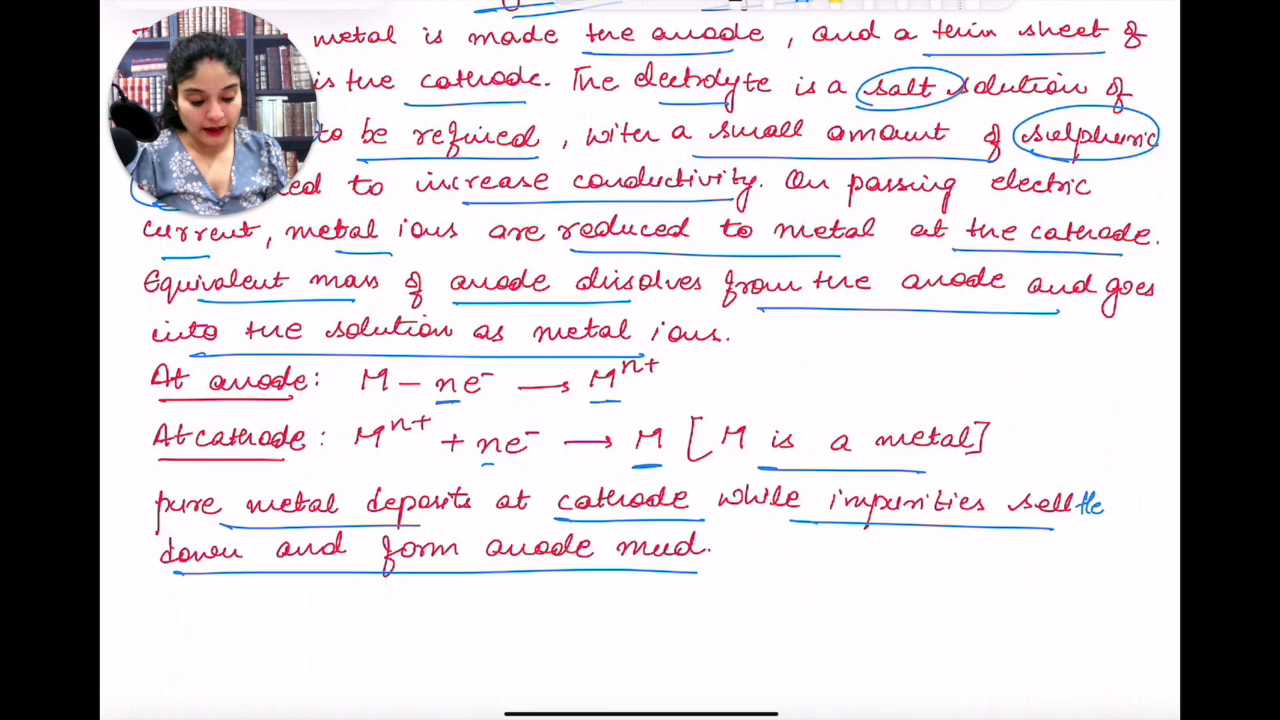 metal is made the anode, and a thin sheet of
is the cathode. The electrolyte is a salt solution of
to be refined, with a small amount of sulphuric
to increase conductivity. On passing electric
current, metal ions are reduced to metal at the cathode.
Equivalent mass of anode dissolves from the anode and goes
into the solution as metal ions.
At anode: M – ne⁻ → Mⁿ⁺
At cathode: Mⁿ⁺ + ne⁻ → M [M is a metal]
pure metal deposits at cathode while impurities settle
down and form anode mud.